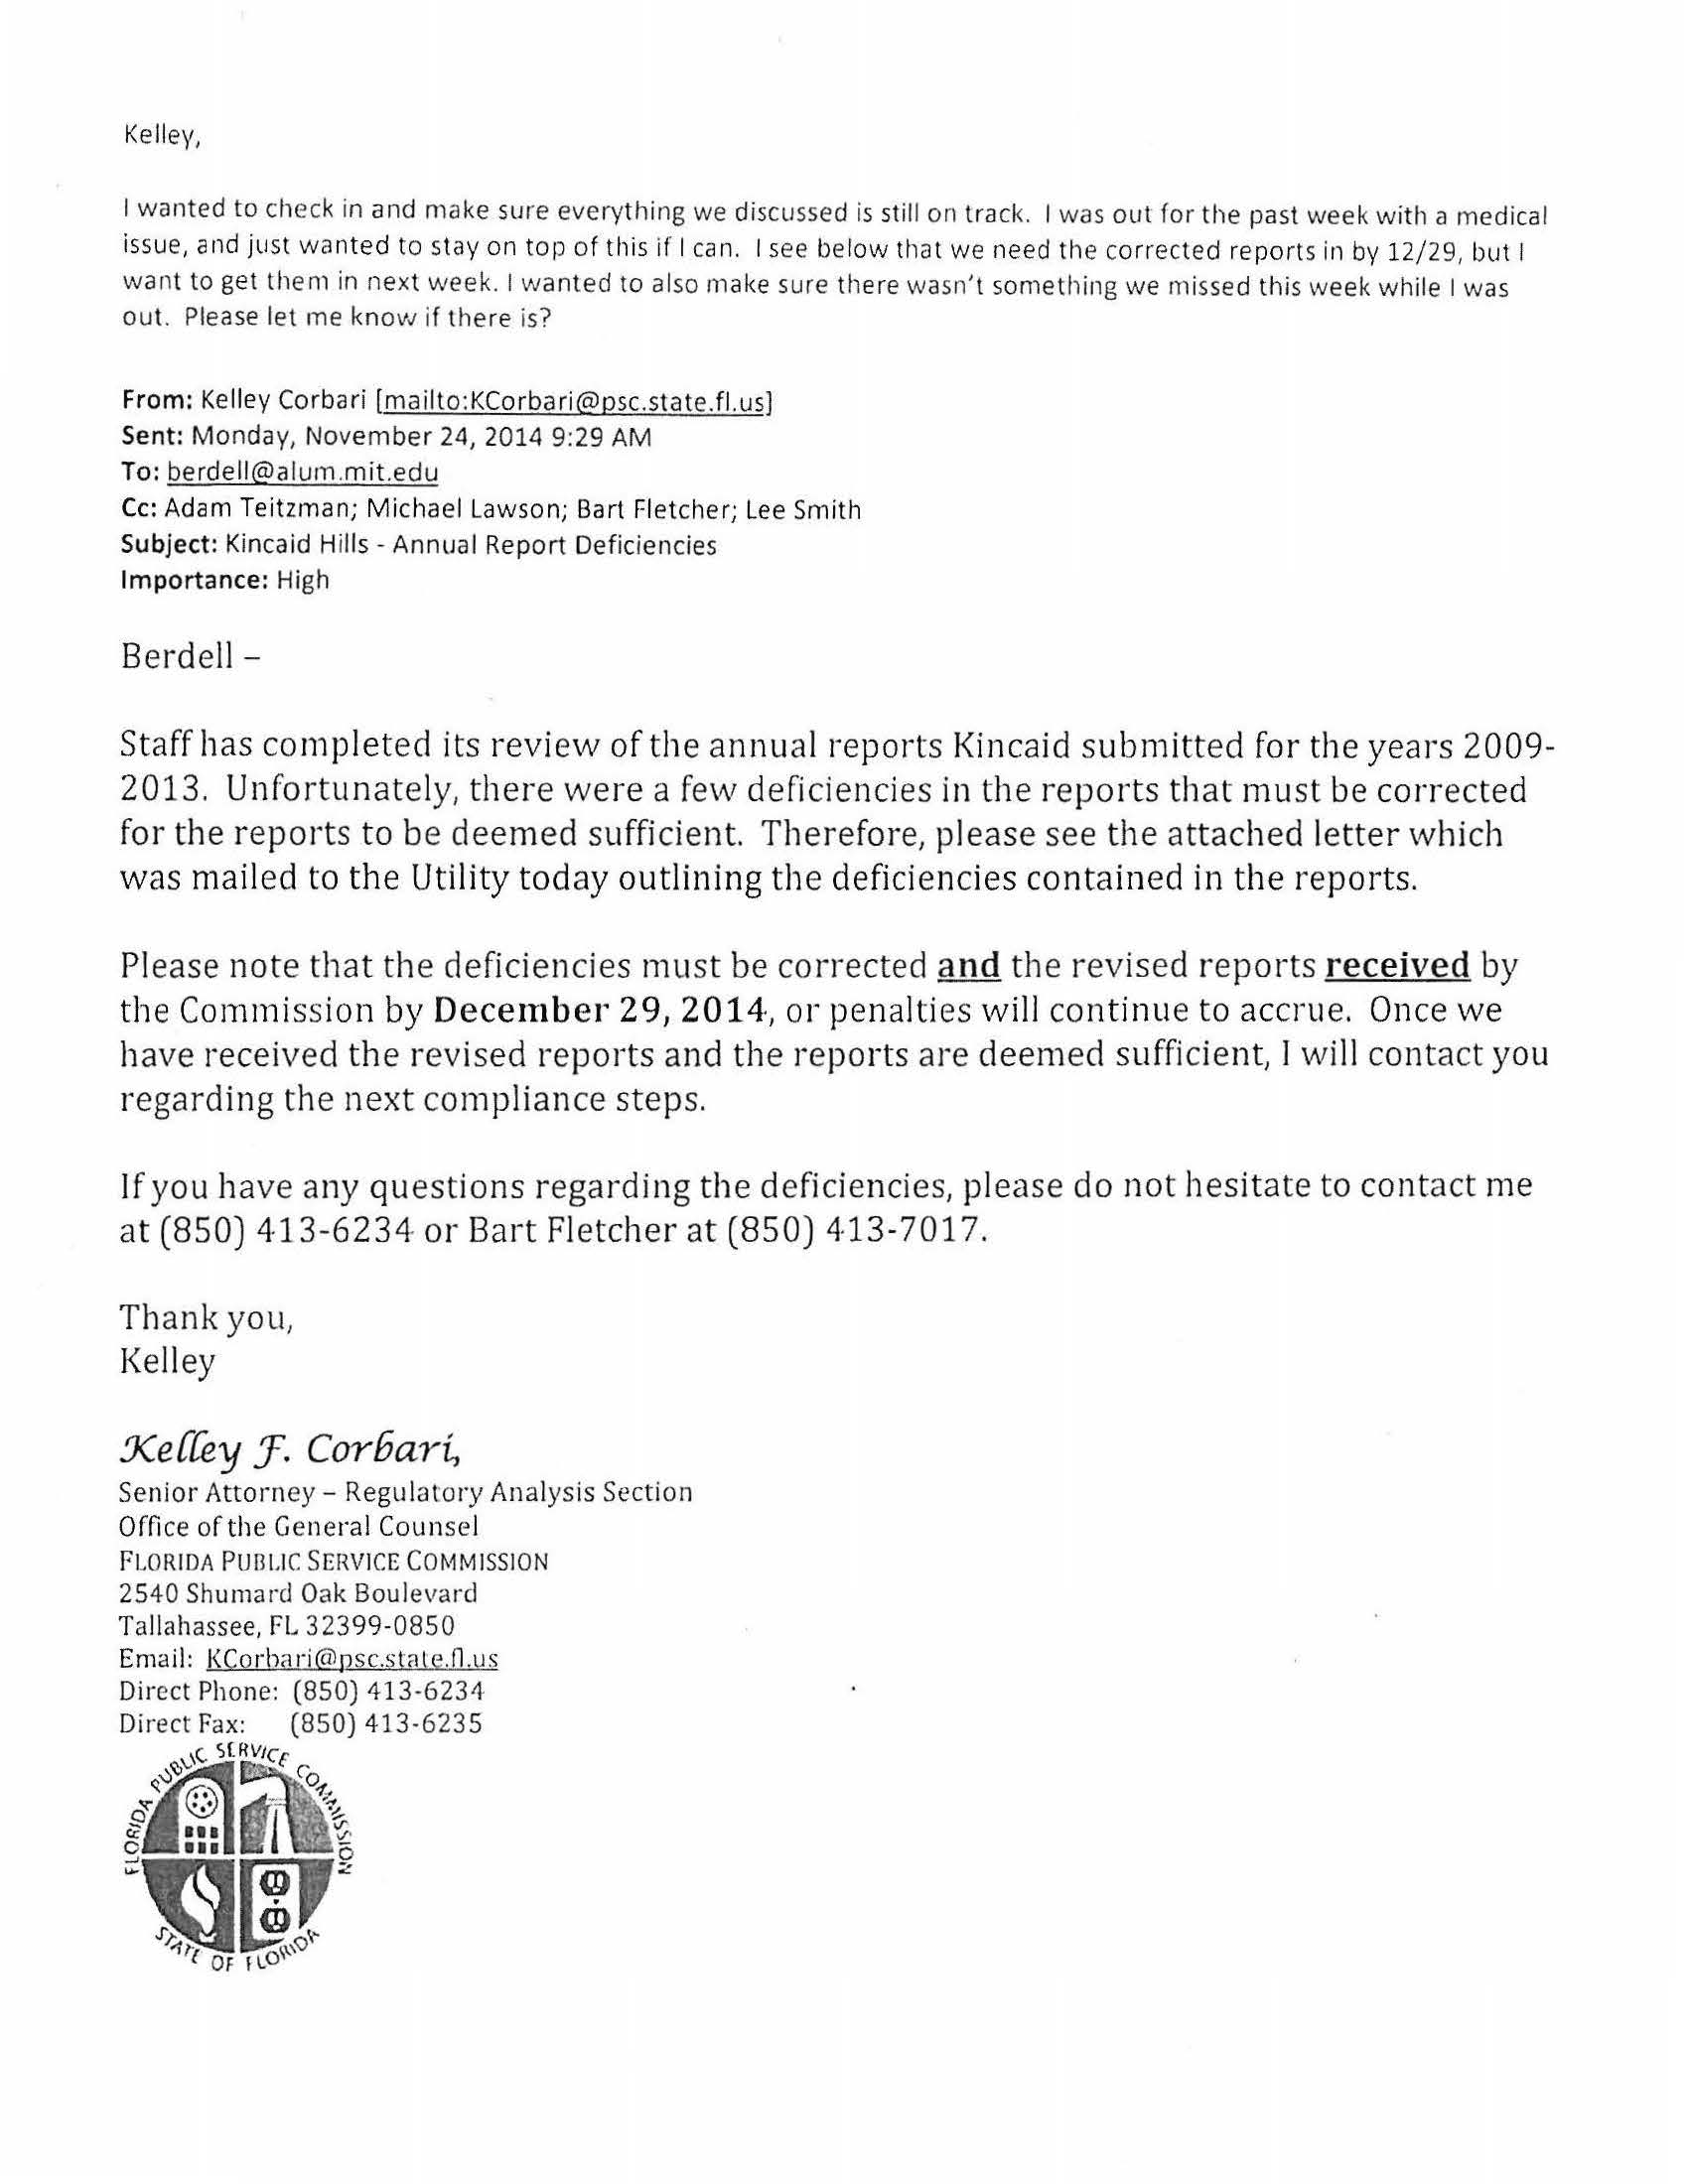 Kelley,
I wanted to check in and make sure everything we discussed is still on track.  I was out for the past week with a medical
issue, and just wanted to stay on top of this if I can.  I see below that we need the corrected reports in by 12/29, but I
want to get them in next week. I wanted to also make sure there wasn't something we missed this week while I was
out.  Please let me know if there is?
From: Kelley Corbari [mailto:KCorbari@psc.state.fl.us]
Sent: Monday, November 24, 2014 9:29 AM
To: berdell@alum.mit.edu
Cc: Adam Teitzman; Michael Lawson; Bart Fletcher; Lee Smith
Subject: Kincaid Hills - Annual Report Deficiencies
Importance: High
Berdell –
Staff has completed its review of the annual reports Kincaid submitted for the years 2009-
2013.  Unfortunately, there were a few deficiencies in the reports that must be corrected
for the reports to be deemed sufficient.  Therefore, please see the attached letter which
was mailed to the Utility today outlining the deficiencies contained in the reports.
Please note that the deficiencies must be corrected and the revised reports received by
the Commission by December 29, 2014, or penalties will continue to accrue.  Once we
have received the revised reports and the reports are deemed sufficient, I will contact you
regarding the next compliance steps.
If you have any questions regarding the deficiencies, please do not hesitate to contact me
at (850) 413-6234 or Bart Fletcher at (850) 413-7017.
Thank you,
Kelley
Kelley F. Corbari,
Senior Attorney – Regulatory Analysis Section
Office of the General Counsel
FLORIDA PUBLIC SERVICE COMMISSION
2540 Shumard Oak Boulevard
Tallahassee, FL 32399-0850
Email:  KCorbari@psc.state.fl.us
Direct Phone:  (850) 413-6234
Direct Fax:     (850) 413-6235
FLORIDA PUBLIC SERVICE COMMISSION
STATE OF FLORIDA